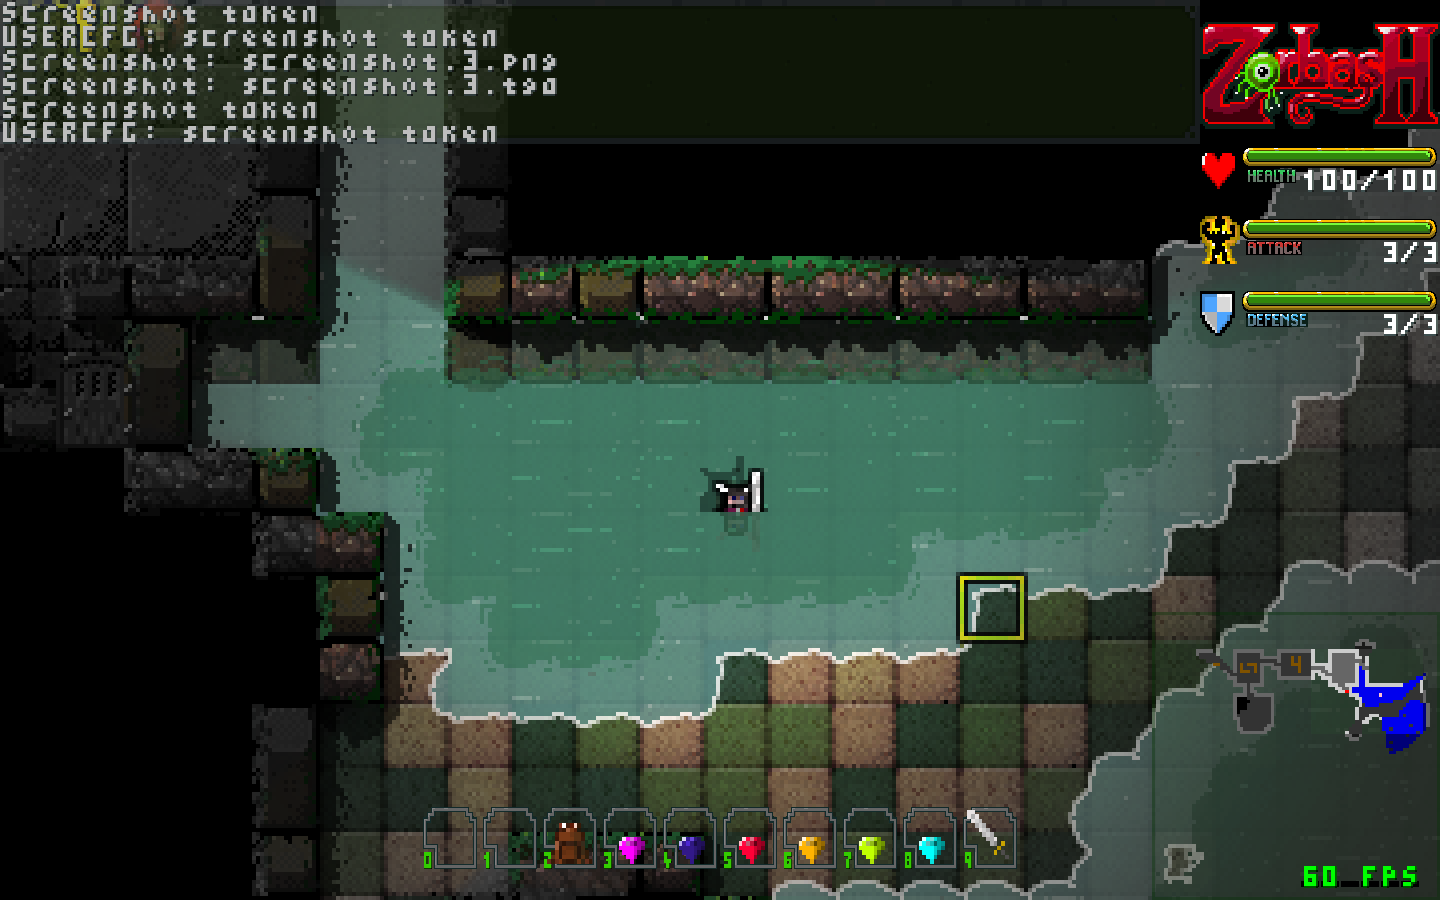 Screenshot taken
USERCFG: screenshot taken
Screenshot: screenshot.3.png
Screenshot: screenshot.3.tga
Screenshot taken
USERCFG: screenshot taken
ZorbasH
HEALTH 100/100
ATTACK 3/3
DEFENSE 3/3
4
0 1 2 3 4 5 6 7 8 9
60 FPS